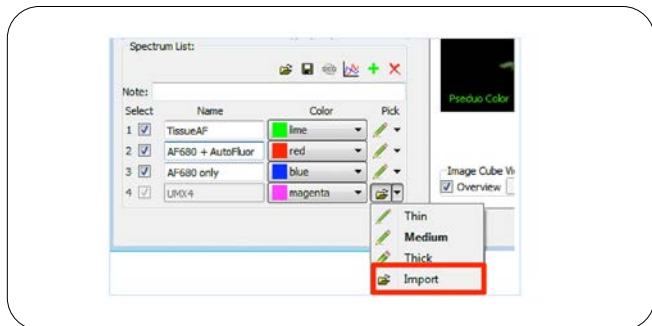 Spectrum List:
Note:
Select Name Color Pick
1 TissueAF lime
2 AF680 + AutoFluor red
3 AF680 only blue
4 UMX4 magenta
Thin
Medium
Thick
Import
Pseduo Color
Image Cube Vi
Overview